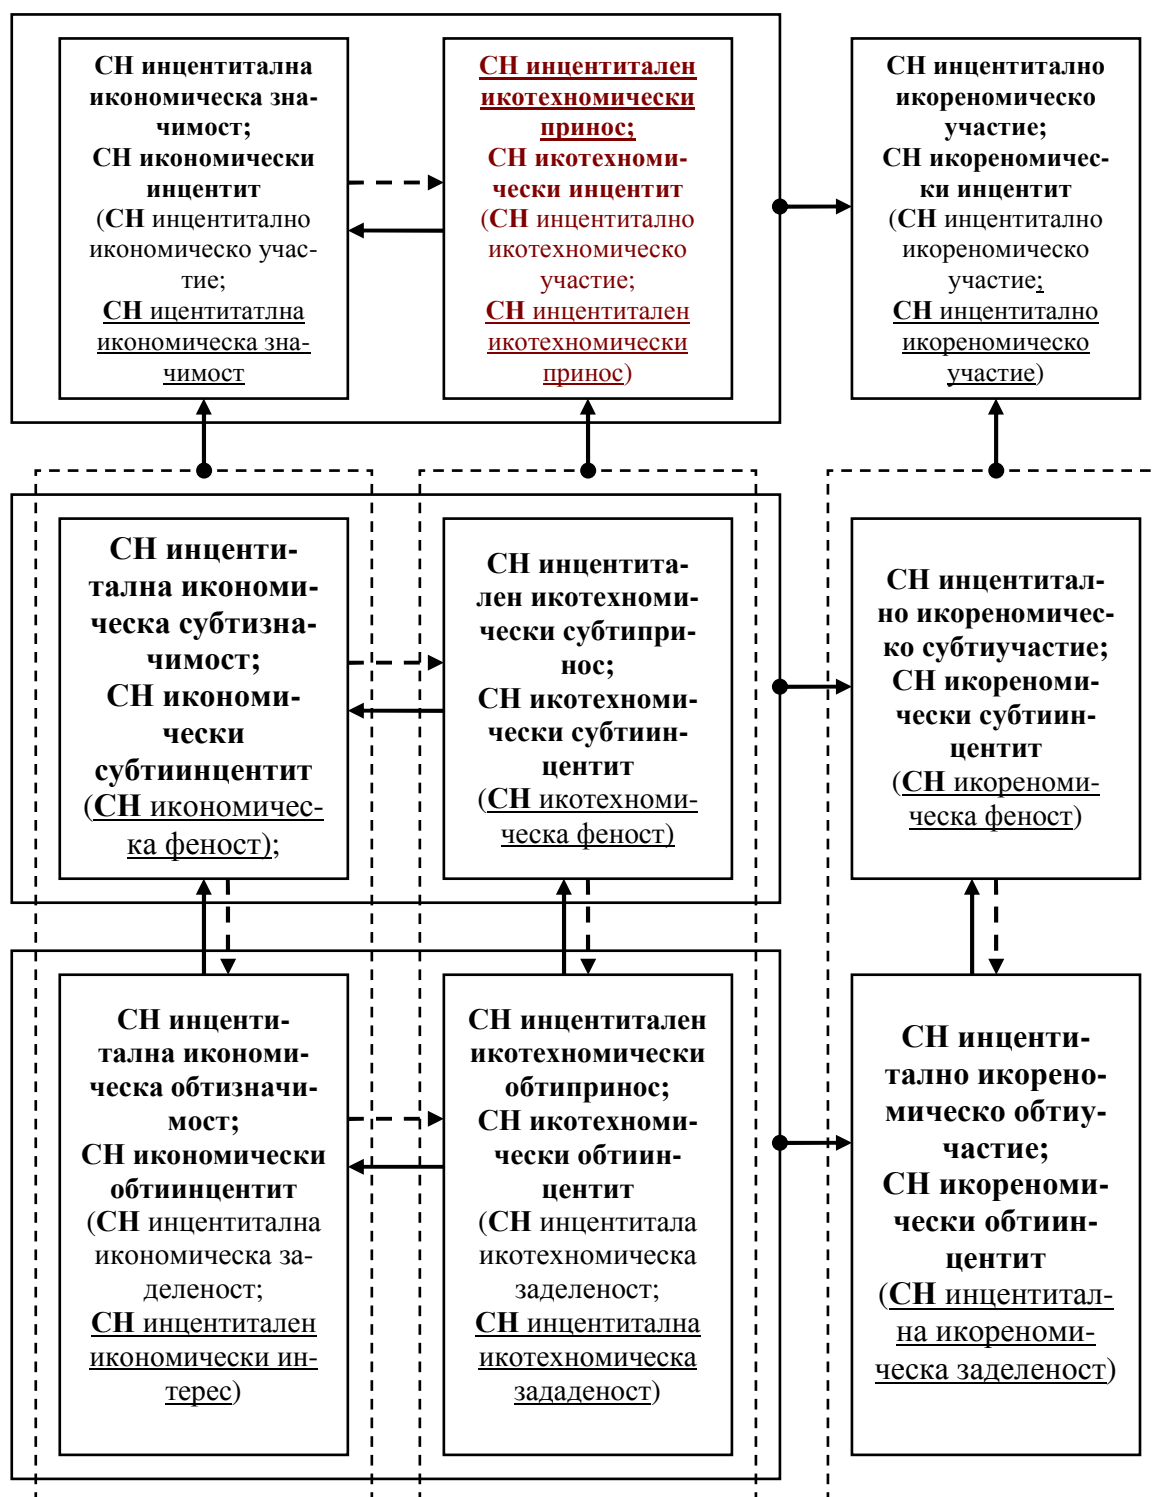 СН инцентитална
икономическа зна-
чимост;
СН икономически
инцентит
(СН инцентитално
икономическо учас-
тие;
СН ицентитатлна
икономическа зна-
чимост
СН инцентитален
икотехномически
принос;
СН икотехноми-
чески инцентит
(СН инцентитално
икотехномическо
участие;
СН инцентитален
икотехномически
принос)
СН инцентитално
икореномическо
участие;
СН икореномичес-
ки инцентит
(СН инцентитално
икореномическо
участие;
СН инцентитално
икореномическо
участие)
СН инценти-
тална икономи-
ческа субтизна-
чимост;
СН икономи-
чески
субтиинцентит
(СН икономичес-
ка феност);
СН инцентита-
лен икотехноми-
чески субтипри-
нос;
СН икотехноми-
чески субтиин-
центит
(СН икотехноми-
ческа феност)
СН инцентитал-
но икореномичес-
ко субтиучастие;
СН икореноми-
чески субтиин-
центит
(СН икореноми-
ческа феност)
СН инценти-
тална икономи-
ческа обтизначи-
мост;
СН икономически
обтиинцентит
(СН инцентитална
икономическа за-
деленост;
СН инцентитален
икономически ин-
терес)
СН инцентитален
икотехномически
обтипринос;
СН икотехноми-
чески обтиин-
центит
(СН инцентитала
икотехномическа
заделеност;
СН инцентитална
икотехномическа
зададеност)
СН инценти-
тално икорено-
мическо обтиу-
частие;
СН икореноми-
чески обтиин-
центит
(СН инцентитал-
на икореноми-
ческа заделеност)